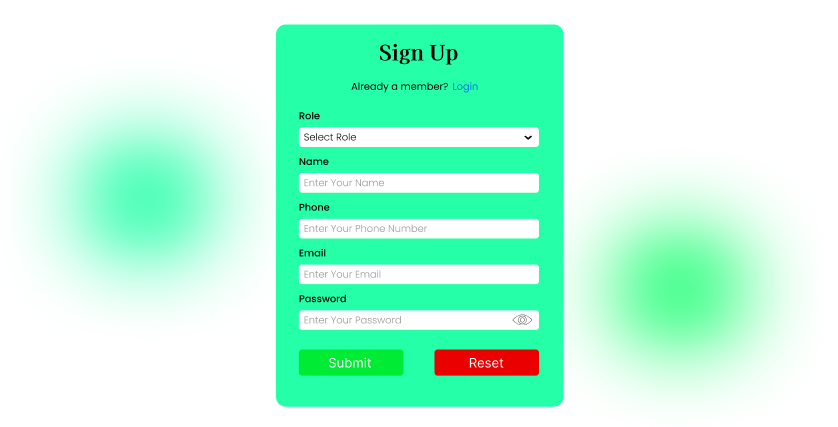 Sign Up
Already a member? Login
Role
Select Role
Name
Enter Your Name
Phone
Enter Your Phone Number
Email
Enter Your Email
Password
Enter Your Password
Submit Reset